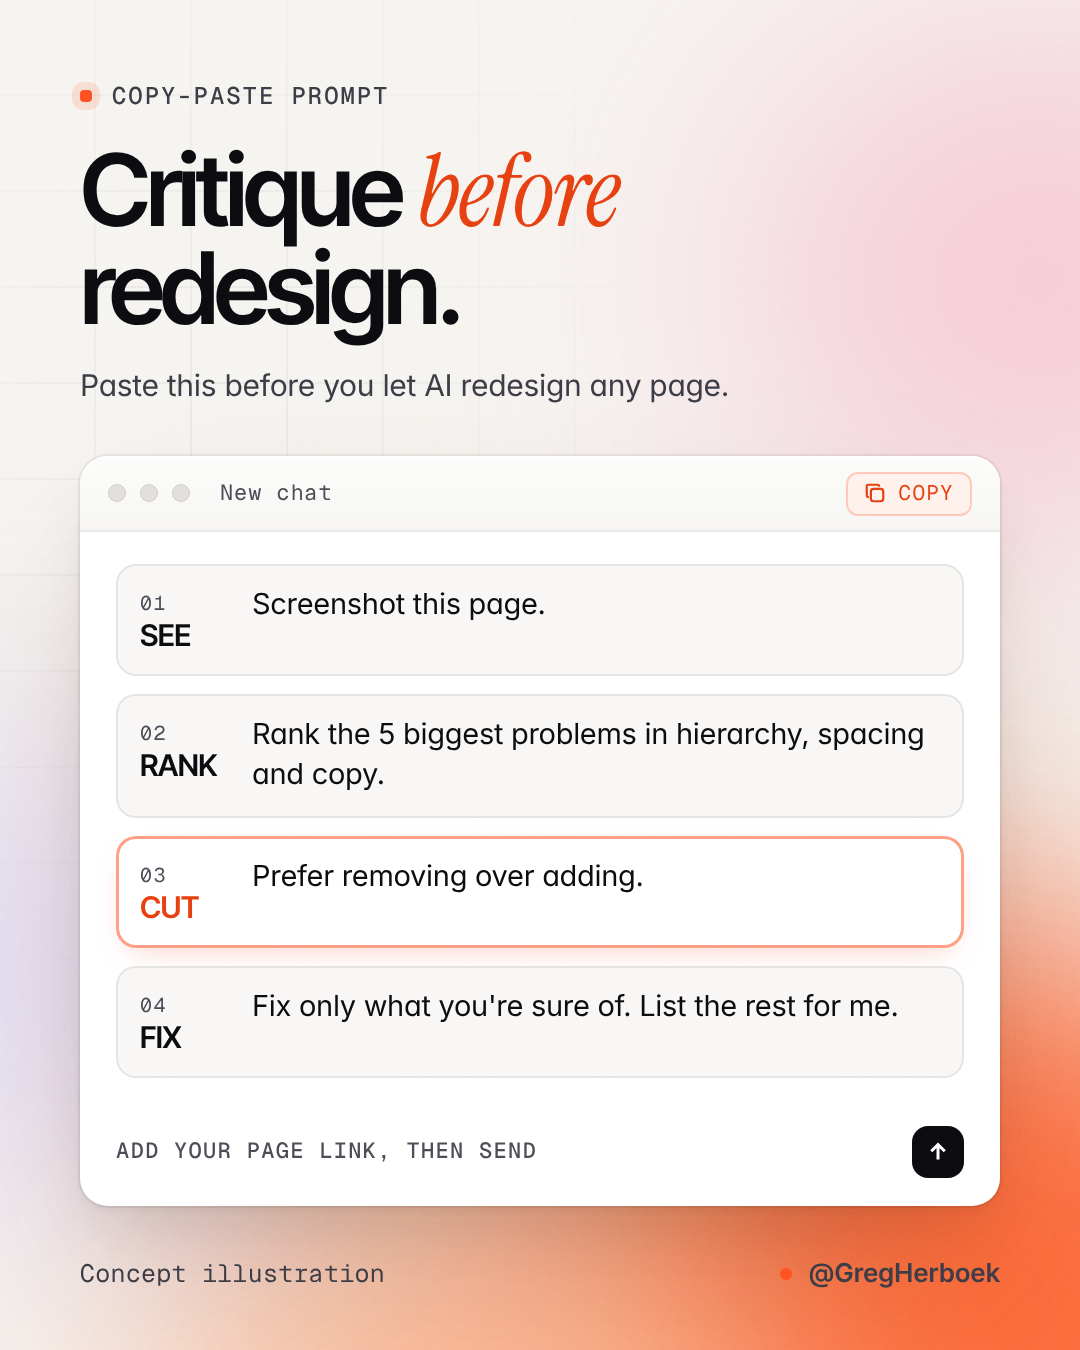 COPY-PASTE PROMPT
Critique before
redesign.
Paste this before you let AI redesign any page.
New chat
COPY
01
SEE
Screenshot this page.
02
RANK
Rank the 5 biggest problems in hierarchy, spacing
and copy.
03
CUT
Prefer removing over adding.
04
FIX
Fix only what you're sure of. List the rest for me.
ADD YOUR PAGE LINK, THEN SEND
Concept illustration
@GregHerboek